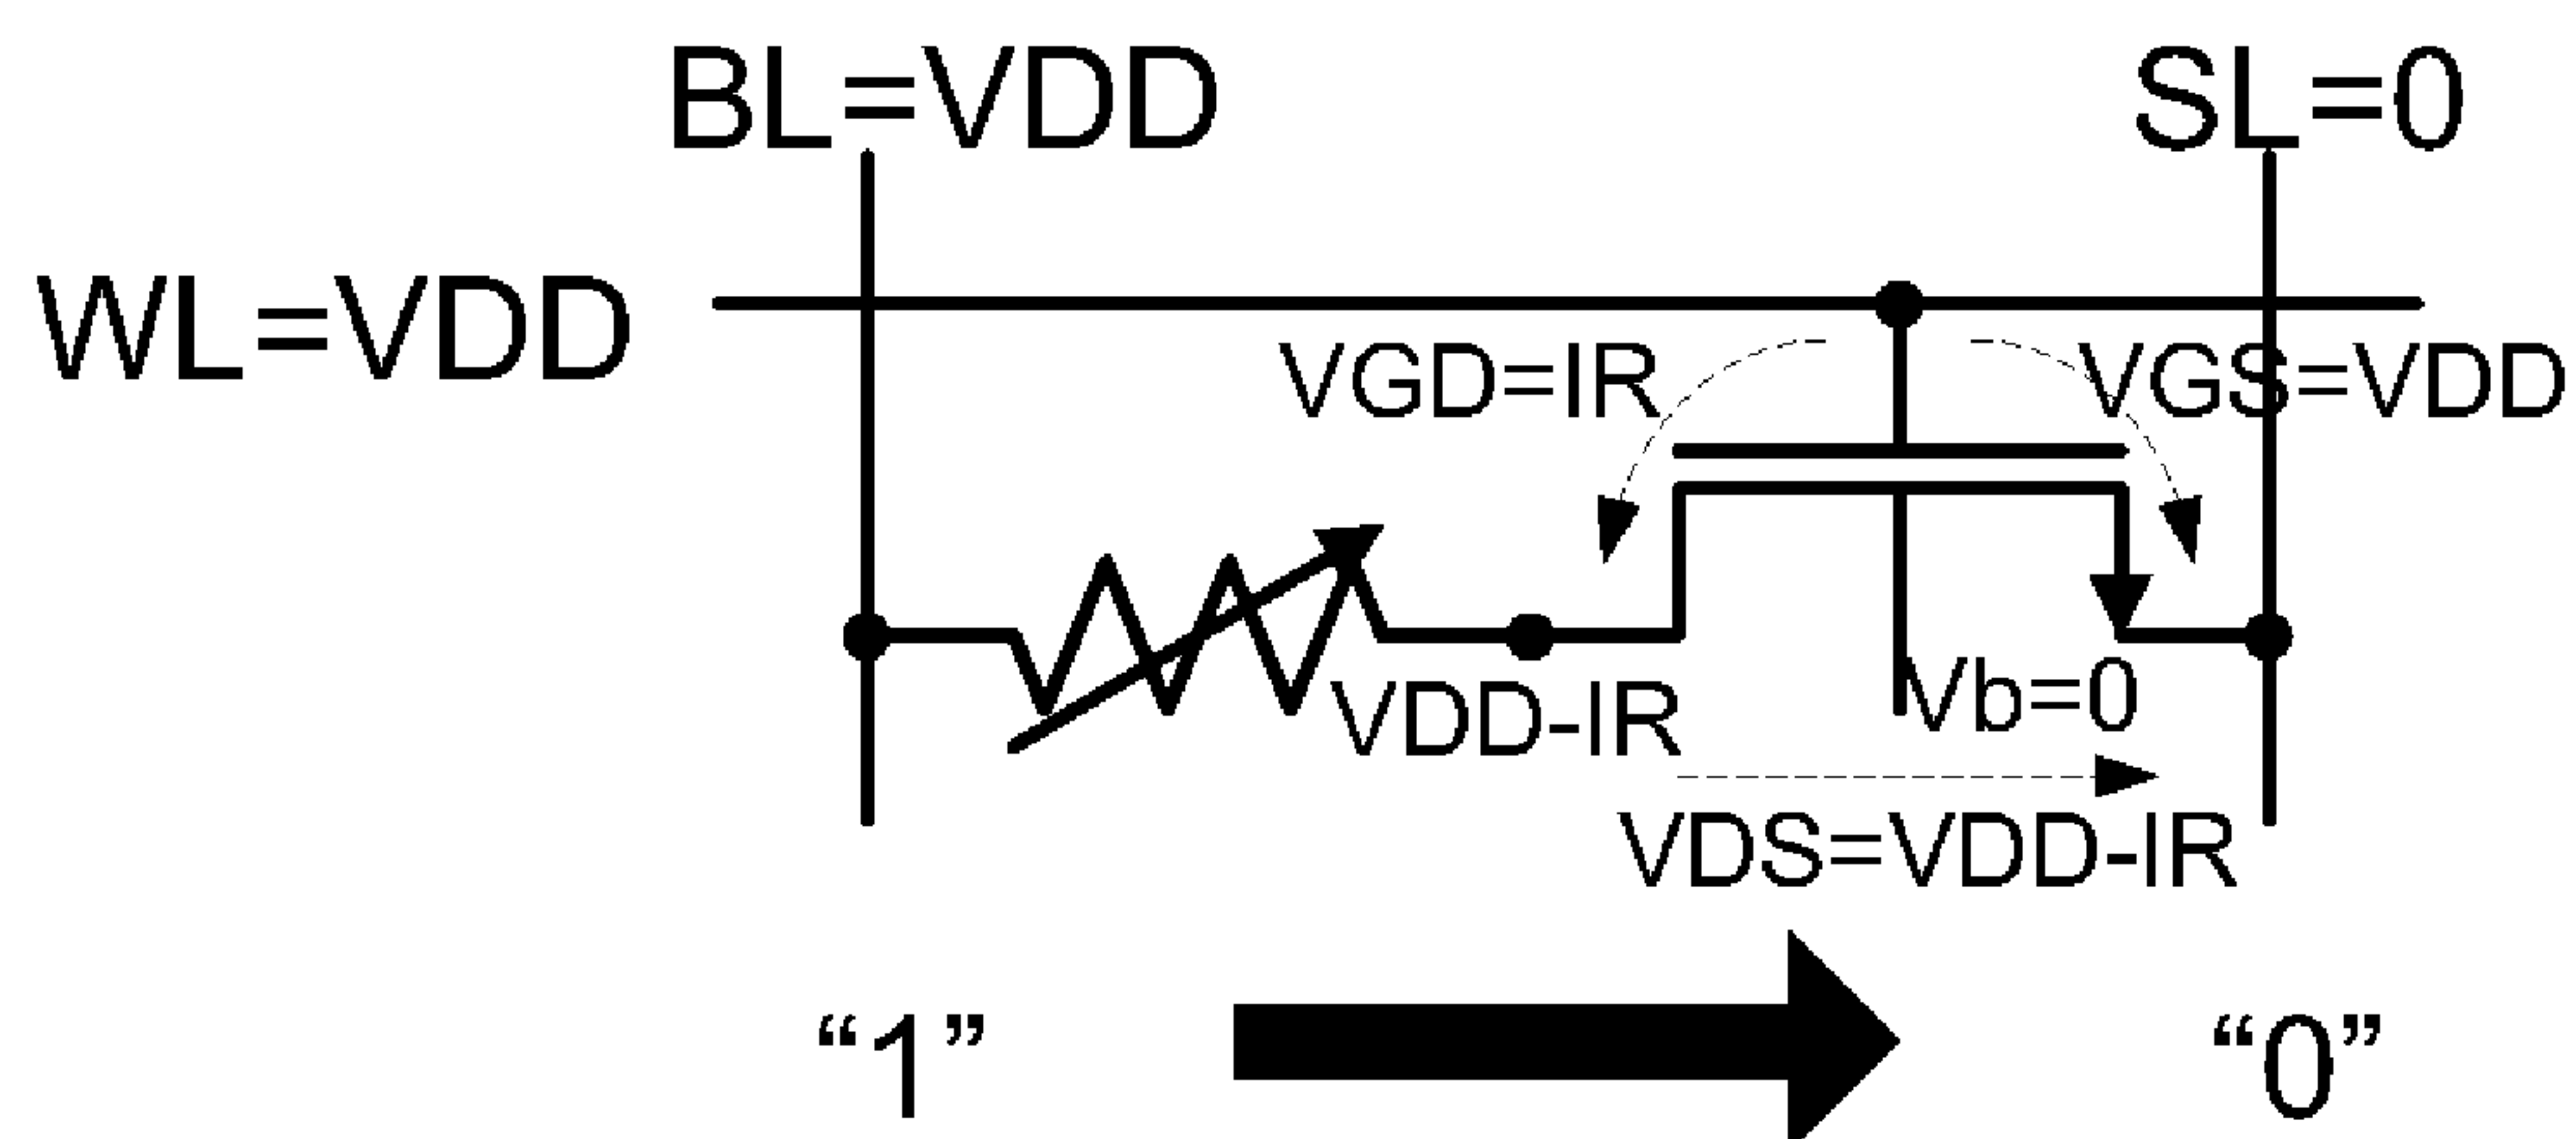 BL=VDD
SL=0
WL=VDD
VGD=IR
VGS=VDD
VDD-IR
Vb=0
VDS=VDD-IR
“1”
“0”